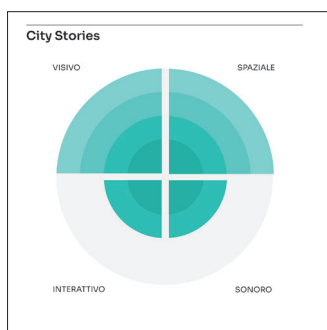 City Stories
VISIVO
SPAZIALE
INTERATTIVO
SONORO